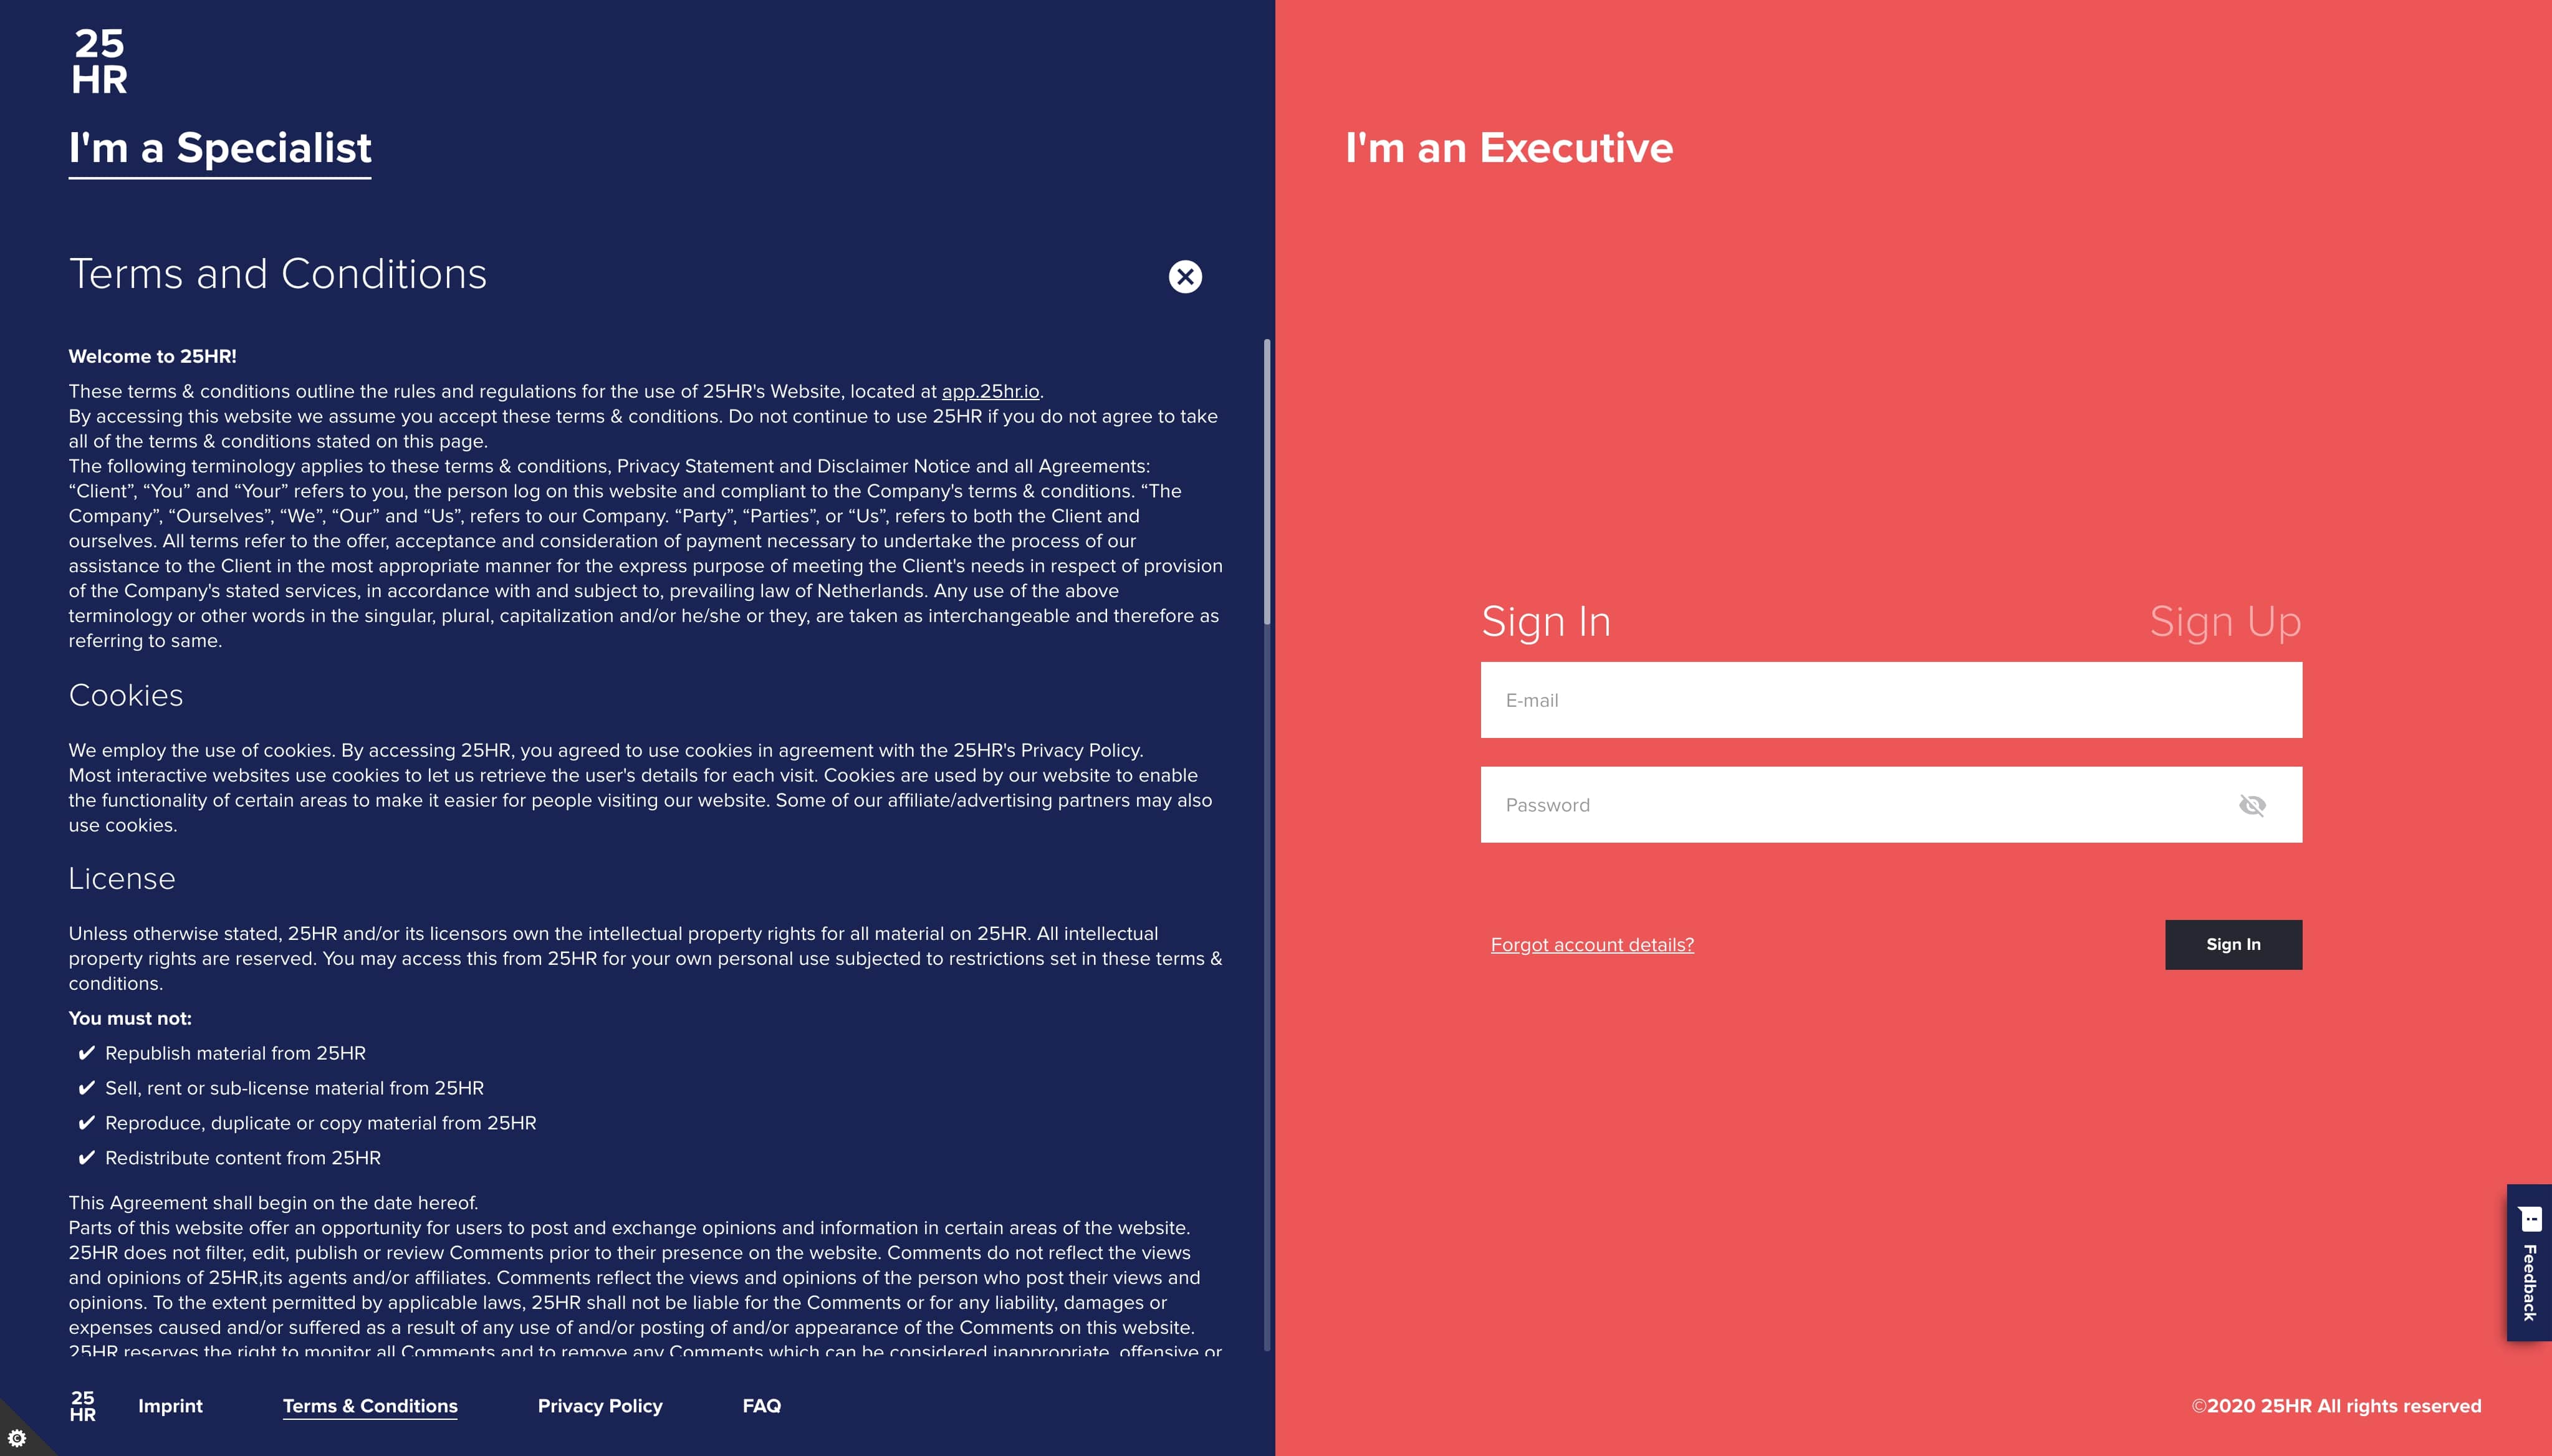 25
HR
I'm a Specialist
Terms and Conditions
Welcome to 25HR!
These terms & conditions outline the rules and regulations for the use of 25HR's Website, located at app.25hr.io.
By accessing this website we assume you accept these terms & conditions. Do not continue to use 25HR if you do not agree to take
all of the terms & conditions stated on this page.
The following terminology applies to these terms & conditions, Privacy Statement and Disclaimer Notice and all Agreements:
“Client”, “You” and “Your” refers to you, the person log on this website and compliant to the Company's terms & conditions. “The
Company”, “Ourselves”, “We”, “Our” and “Us”, refers to our Company. “Party”, “Parties”, or “Us”, refers to both the Client and
ourselves. All terms refer to the offer, acceptance and consideration of payment necessary to undertake the process of our
assistance to the Client in the most appropriate manner for the express purpose of meeting the Client's needs in respect of provision
of the Company's stated services, in accordance with and subject to, prevailing law of Netherlands. Any use of the above
terminology or other words in the singular, plural, capitalization and/or he/she or they, are taken as interchangeable and therefore as
referring to same.
Cookies
We employ the use of cookies. By accessing 25HR, you agreed to use cookies in agreement with the 25HR's Privacy Policy.
Most interactive websites use cookies to let us retrieve the user's details for each visit. Cookies are used by our website to enable
the functionality of certain areas to make it easier for people visiting our website. Some of our affiliate/advertising partners may also
use cookies.
License
Unless otherwise stated, 25HR and/or its licensors own the intellectual property rights for all material on 25HR. All intellectual
property rights are reserved. You may access this from 25HR for your own personal use subjected to restrictions set in these terms &
conditions.
You must not:
✔ Republish material from 25HR
✔ Sell, rent or sub-license material from 25HR
✔ Reproduce, duplicate or copy material from 25HR
✔ Redistribute content from 25HR
This Agreement shall begin on the date hereof.
Parts of this website offer an opportunity for users to post and exchange opinions and information in certain areas of the website.
25HR does not filter, edit, publish or review Comments prior to their presence on the website. Comments do not reflect the views
and opinions of 25HR,its agents and/or affiliates. Comments reflect the views and opinions of the person who post their views and
opinions. To the extent permitted by applicable laws, 25HR shall not be liable for the Comments or for any liability, damages or
expenses caused and/or suffered as a result of any use of and/or posting of and/or appearance of the Comments on this website.
25HR reserves the right to monitor all Comments and to remove any Comments which can be considered inappropriate, offensive or
25
HR
Imprint
Terms & Conditions
Privacy Policy
FAQ
I'm an Executive
Sign In
Sign Up
E-mail
Password
Forgot account details?
Sign In
Feedback
©2020 25HR All rights reserved